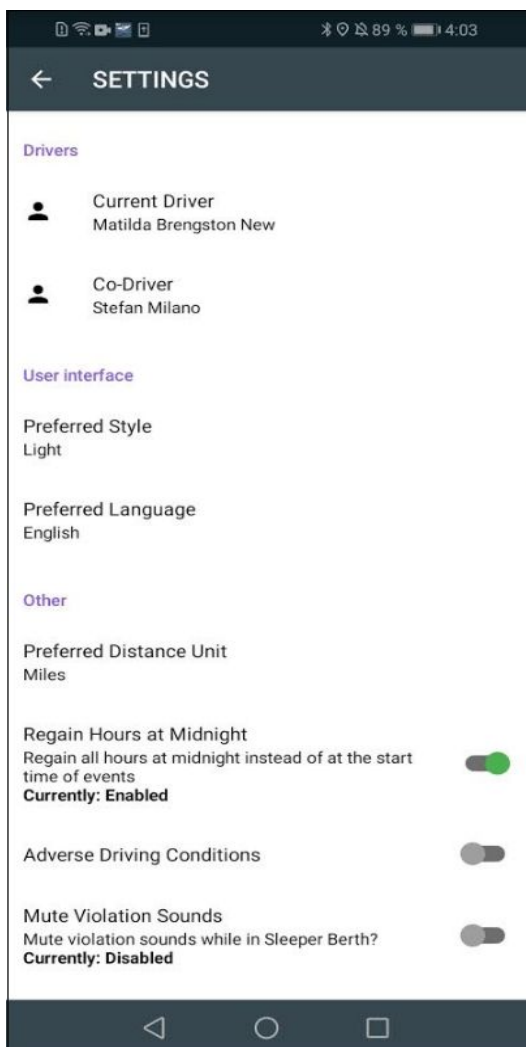 89 % 4:03
SETTINGS
Drivers
Current Driver
Matilda Brengston New
Co-Driver
Stefan Milano
User interface
Preferred Style
Light
Preferred Language
English
Other
Preferred Distance Unit
Miles
Regain Hours at Midnight
Regain all hours at midnight instead of at the start
time of events
Currently: Enabled
Adverse Driving Conditions
Mute Violation Sounds
Mute violation sounds while in Sleeper Berth?
Currently: Disabled